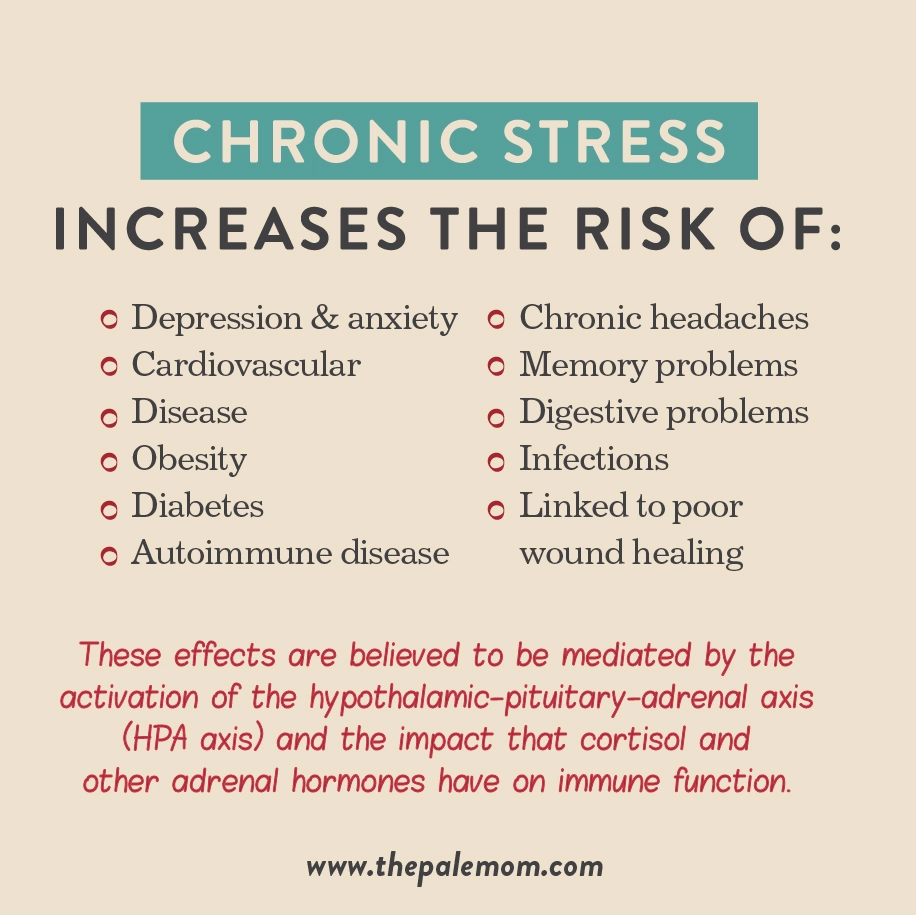 CHRONIC STRESS
INCREASES THE RISK OF:
Depression & anxiety
Cardiovascular
Disease
Obesity
Diabetes
Autoimmune disease
Chronic headaches
Memory problems
Digestive problems
Infections
Linked to poor
wound healing
These effects are believed to be mediated by the
activation of the hypothalamic-pituitary-adrenal axis
(HPA axis) and the impact that cortisol and
other adrenal hormones have on immune function.
www.thepalemom.com